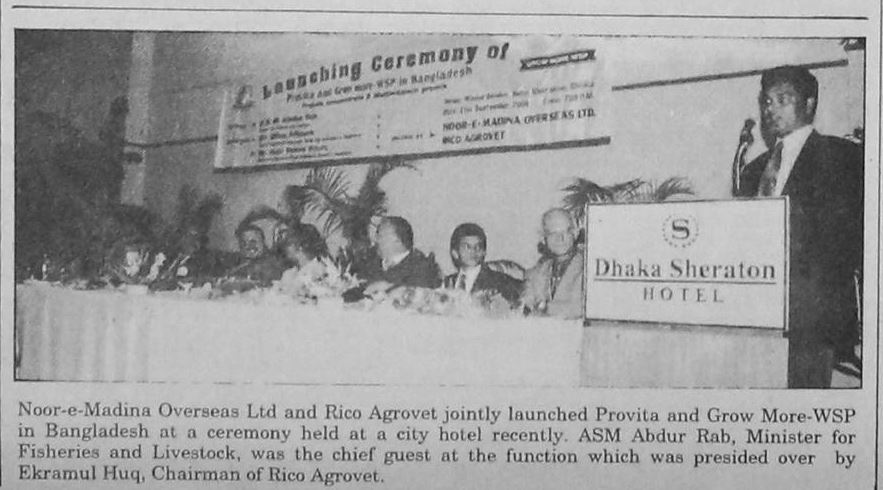 Launching Ceremony of
Provita and Grow more-WSP in Bangladesh
NOOR-E-MADINA OVERSEAS LTD.
RICO AGROVET
S
Dhaka Sheraton
HOTEL
Noor-e-Madina Overseas Ltd and Rico Agrovet jointly launched Provita and Grow More-WSP
in Bangladesh at a ceremony held at a city hotel recently. ASM Abdur Rab, Minister for
Fisheries and Livestock, was the chief guest at the function which was presided over by
Ekramul Huq, Chairman of Rico Agrovet.